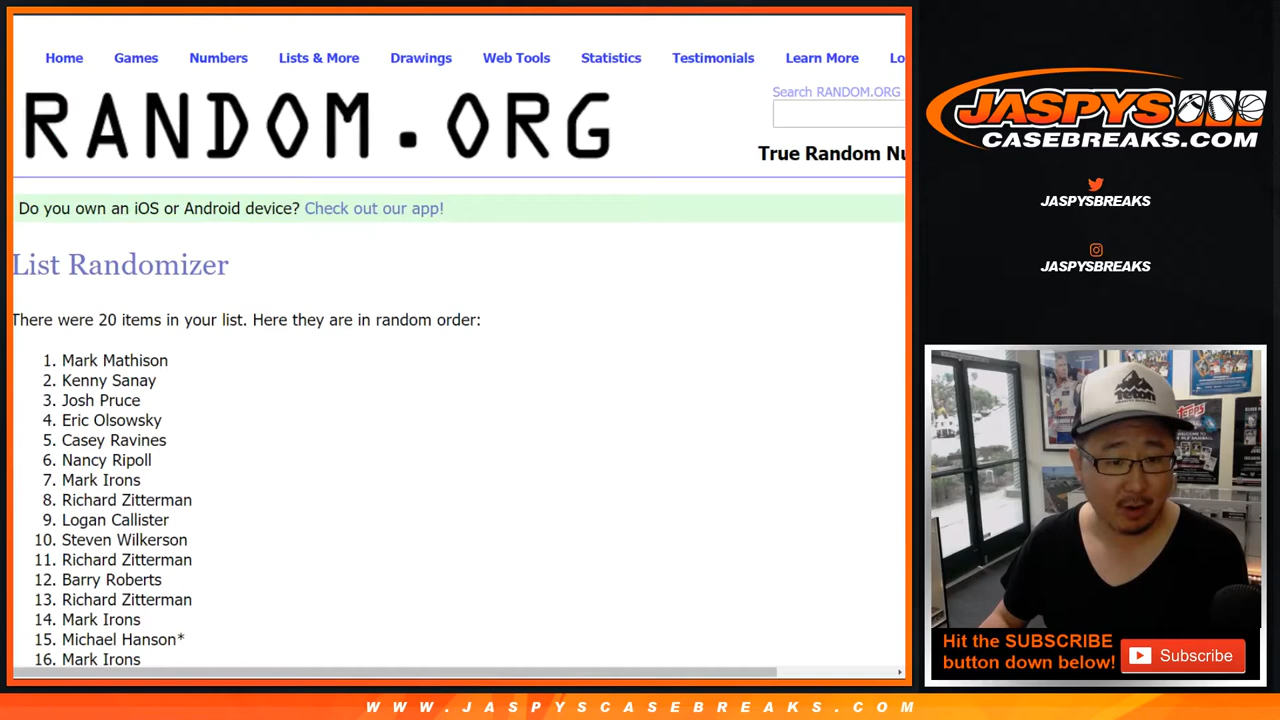 Home Games Numbers Lists & More Drawings Web Tools Statistics Testimonials Learn More Lo
RANDOM.ORG
Search RANDOM.ORG
True Random Nu
Do you own an iOS or Android device? Check out our app!
List Randomizer
There were 20 items in your list. Here they are in random order:
1. Mark Mathison
2. Kenny Sanay
3. Josh Pruce
4. Eric Olsowsky
5. Casey Ravines
6. Nancy Ripoll
7. Mark Irons
8. Richard Zitterman
9. Logan Callister
10. Steven Wilkerson
11. Richard Zitterman
12. Barry Roberts
13. Richard Zitterman
14. Mark Irons
15. Michael Hanson*
16. Mark Irons
JASPYS
CASEBREAKS.COM
JASPYSBREAKS
JASPYSBREAKS
TETON
TOPPS
Hit the SUBSCRIBE
button down below!
Subscribe
WWW.JASPYSCASEBREAKS.COM